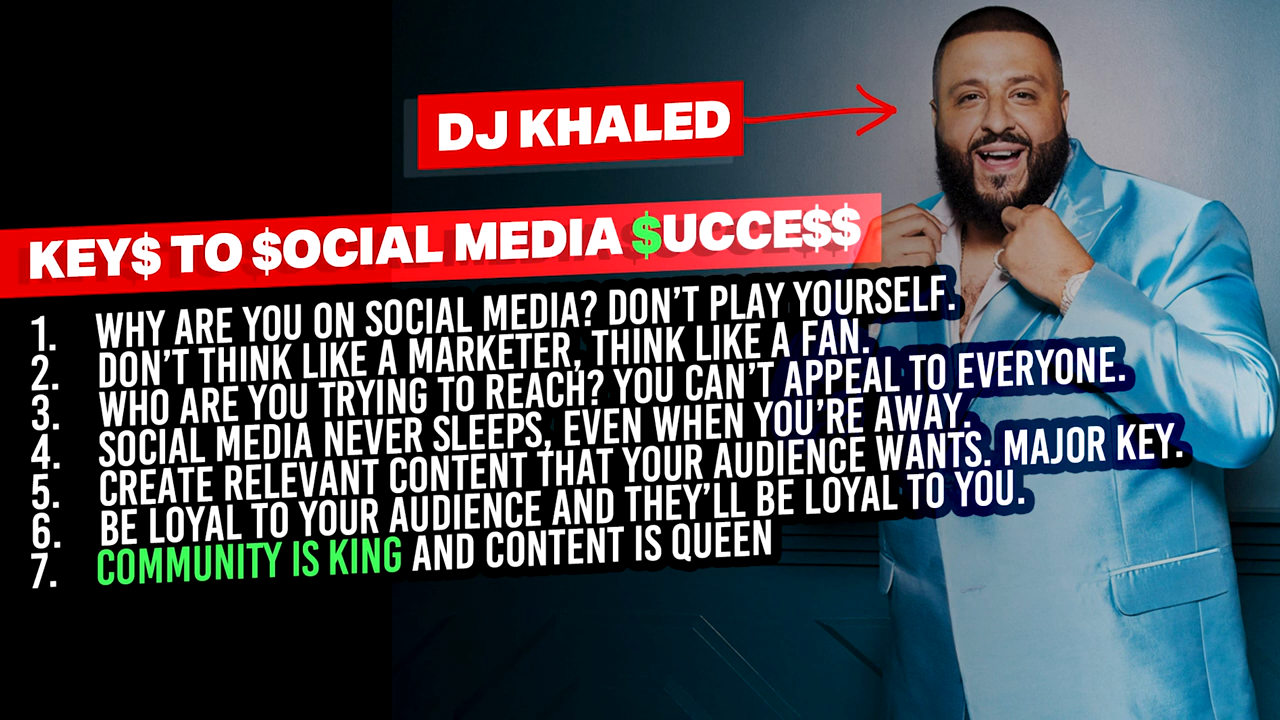 DJ KHALED
KEY$ TO $OCIAL MEDIA $UCCE$$
1. WHY ARE YOU ON SOCIAL MEDIA? DON'T PLAY YOURSELF.
2. DON'T THINK LIKE A MARKETER, THINK LIKE A FAN.
3. WHO ARE YOU TRYING TO REACH? YOU CAN'T APPEAL TO EVERYONE.
4. SOCIAL MEDIA NEVER SLEEPS, EVEN WHEN YOU'RE AWAY.
5. CREATE RELEVANT CONTENT THAT YOUR AUDIENCE WANTS. MAJOR KEY.
6. BE LOYAL TO YOUR AUDIENCE AND THEY'LL BE LOYAL TO YOU.
7. COMMUNITY IS KING AND CONTENT IS QUEEN